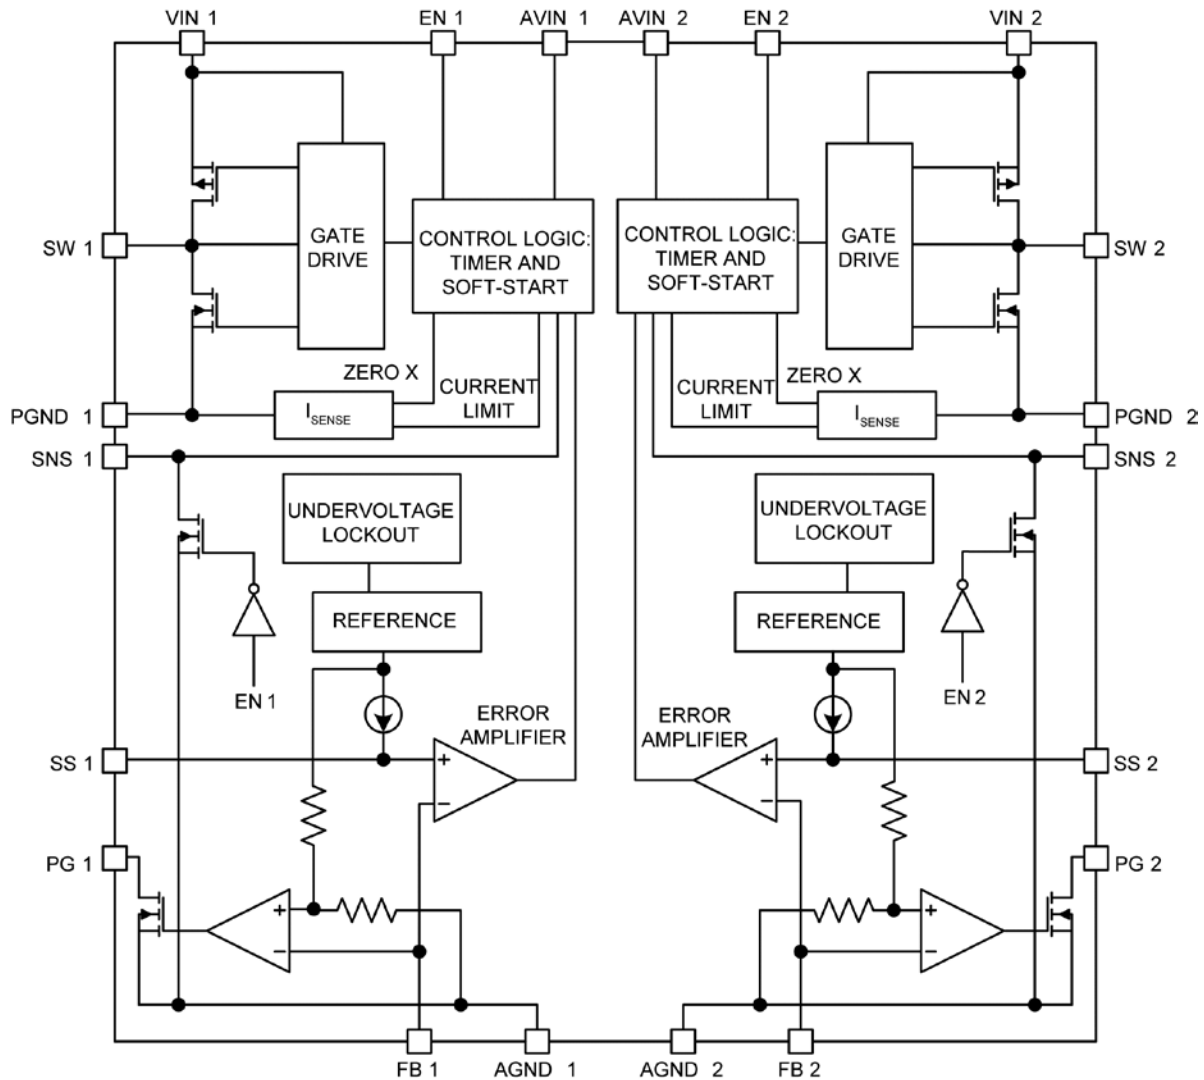 VIN 1
EN 1
AVIN 1
AVIN 2
EN 2
VIN 2
SW 1
GATE
DRIVE
CONTROL LOGIC:
TIMER AND
SOFT-START
CONTROL LOGIC:
TIMER AND
SOFT-START
GATE
DRIVE
SW 2
ZERO X
CURRENT
LIMIT
CURRENT
LIMIT
ZERO X
PGND 1
ISENSE
ISENSE
PGND 2
SNS 1
SNS 2
UNDERVOLTAGE
LOCKOUT
UNDERVOLTAGE
LOCKOUT
REFERENCE
REFERENCE
EN 1
EN 2
ERROR
AMPLIFIER
ERROR
AMPLIFIER
SS 1
+
−
+
−
SS 2
PG 1
+
−
+
−
PG 2
FB 1
AGND 1
AGND 2
FB 2